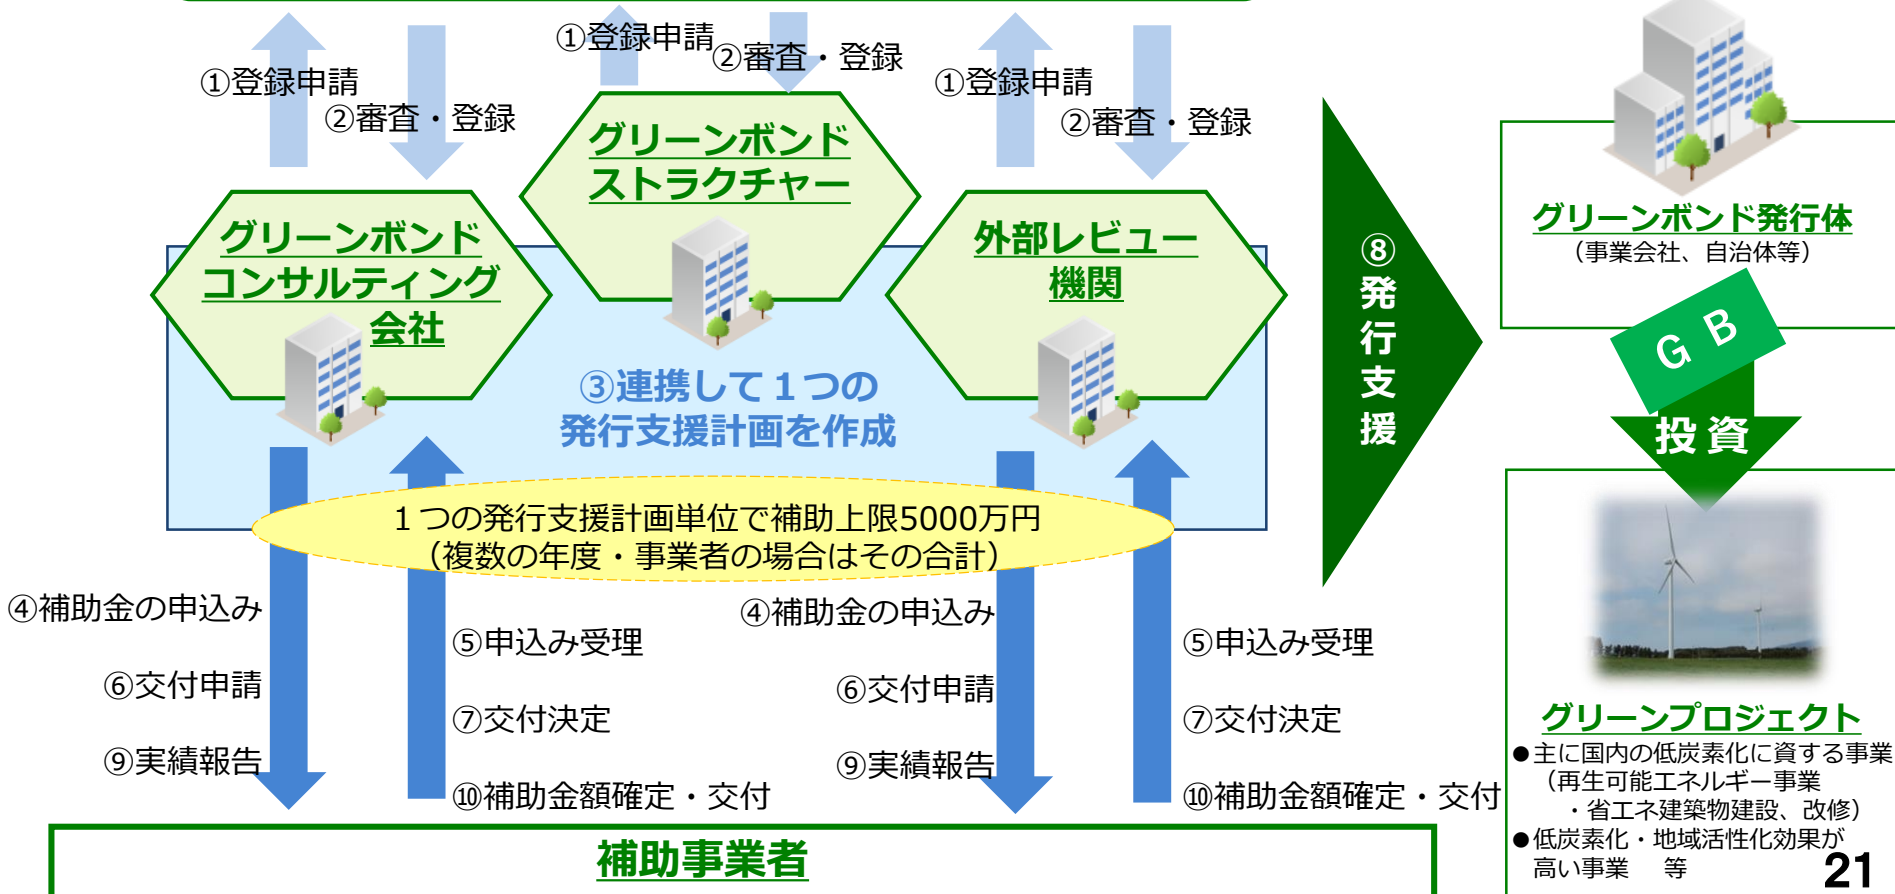 ①登録申請
②審査・登録
①登録申請
②審査・登録
①登録申請
②審査・登録
グリーンボンド
コンサルティング
会社
グリーンボンド
ストラクチャー
外部レビュー
機関
③連携して１つの
発行支援計画を作成
１つの発行支援計画単位で補助上限5000万円
（複数の年度・事業者の場合はその合計）
④補助金の申込み
⑥交付申請
⑨実績報告
⑤申込み受理
⑦交付決定
⑩補助金額確定・交付
④補助金の申込み
⑥交付申請
⑨実績報告
⑤申込み受理
⑦交付決定
⑩補助金額確定・交付
補助事業者
⑧発行支援
グリーンボンド発行体
（事業会社、自治体等）
ＧＢ
投資
グリーンプロジェクト
●主に国内の低炭素化に資する事業
（再生可能エネルギー事業
・省エネ建築物建設、改修）
●低炭素化・地域活性化効果が
高い事業　等
21